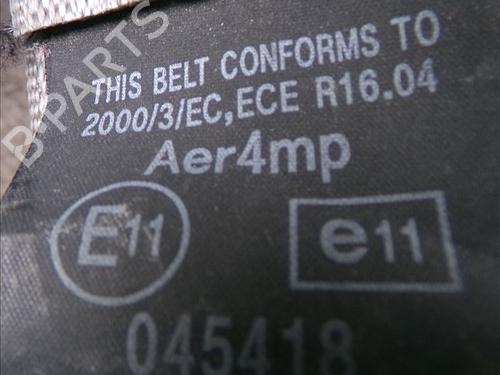 B-PARTS
THIS BELT CONFORMS TO
2000/3/EC,ECE R16.04
Aer4mp
E11 e11
045418